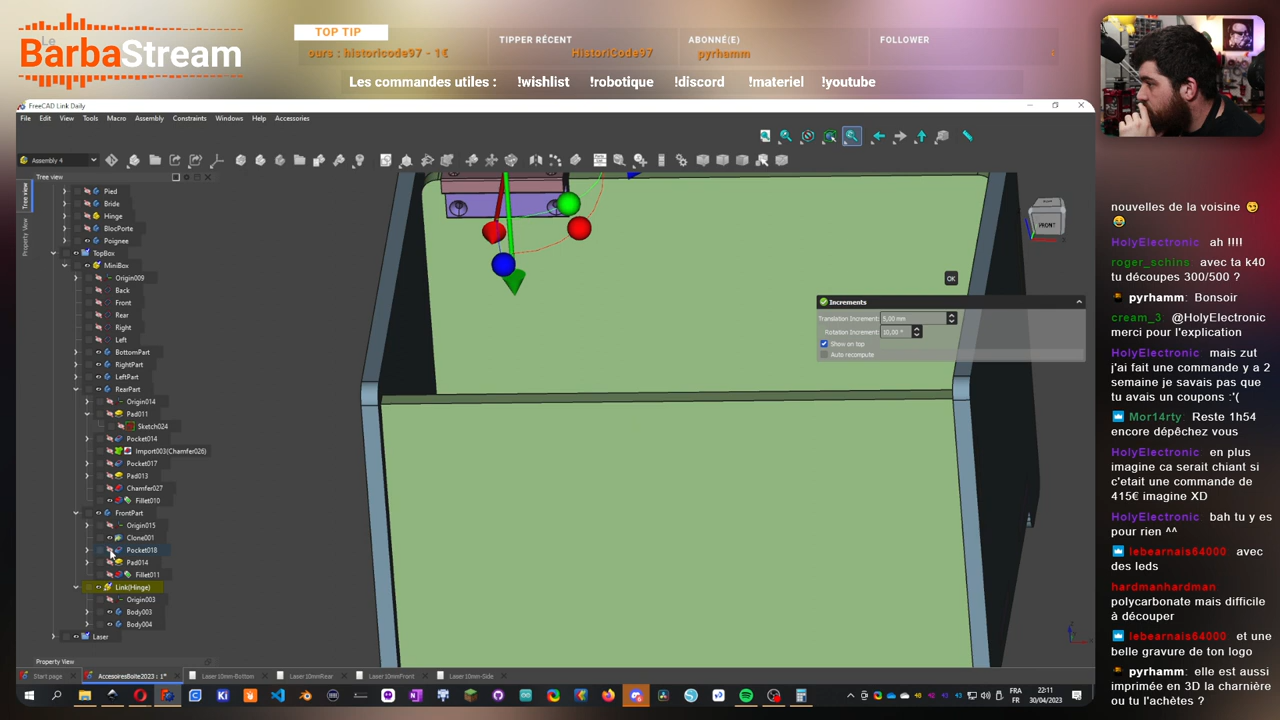 Le
BarbaStream
TOP TIP
ours : historicode97 - 1€
TIPPER RÉCENT
HistoriCode97
ABONNÉ(E)
pyrhamm
FOLLOWER
Les commandes utiles : !wishlist !robotique !discord !materiel !youtube
FreeCAD Link Daily
File Edit View Tools Macro Assembly Constraints Windows Help Accessories
Assembly 4
Tree view
Tree view
Property View
Pied
Bride
Hinge
BlocPorte
Poignee
TopBox
MiniBox
Origin009
Back
Front
Rear
Right
Left
BottomPart
RightPart
LeftPart
RearPart
Origin014
Pad011
Sketch024
Pocket014
Import003(Chamfer026)
Pocket017
Pad013
Chamfer027
Fillet010
FrontPart
Origin015
Clone001
Pocket018
Pad014
Fillet011
Link(Hinge)
Origin003
Body003
Body004
Laser
Property View
FRONT
OK
Increments
Translation Increment: 5,00 mm
Rotation Increment: 10,00 °
Show on top
Auto recompute
Start page
AccesoiresBoite2023 : 1*
Laser10mm-Bottom
Laser10mmRear
Laser10mmFront
Laser10mm-Side
FRA
FR
22:11
30/04/2023
nouvelles de la voisine 😏
😂
HolyElectronic: ah !!!!
roger_schins: avec ta k40
tu découpes 300/500 ?
pyrhamm: Bonsoir
cream_3: @HolyElectronic
merci pour l'explication
HolyElectronic: mais zut
j'ai fait une commande y a 2
semaine je savais pas que
tu avais un coupons :'(
Mor14rty: Reste 1h54
encore dépêchez vous
HolyElectronic: en plus
imagine ca serait chiant si
c'etait une commande de
415€ imagine XD
HolyElectronic: bah tu y es
pour rien ^^
lebearnais64000: avec
des leds
hardmanhardman:
polycarbonate mais difficile
à découper
lebearnais64000: et une
belle gravure de ton logo
pyrhamm: elle est aussi
imprimée en 3D la charnière
ou tu l'achètes ?